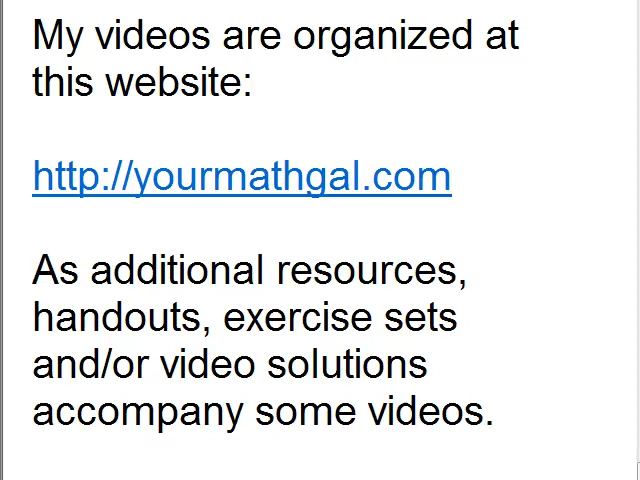 My videos are organized at
this website:
http://yourmathgal.com
As additional resources,
handouts, exercise sets
and/or video solutions
accompany some videos.